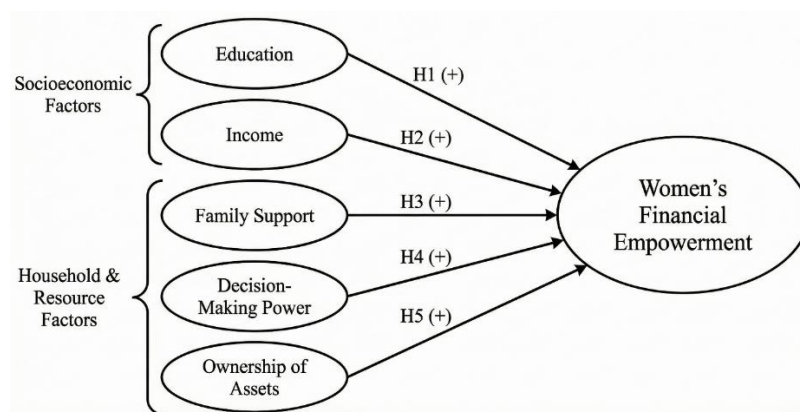 Socioeconomic
Factors
Education
Income
H1 (+)
H2 (+)
Household &
Resource
Factors
Family Support
Decision-
Making Power
Ownership of
Assets
H3 (+)
H4 (+)
H5 (+)
Women’s
Financial
Empowerment